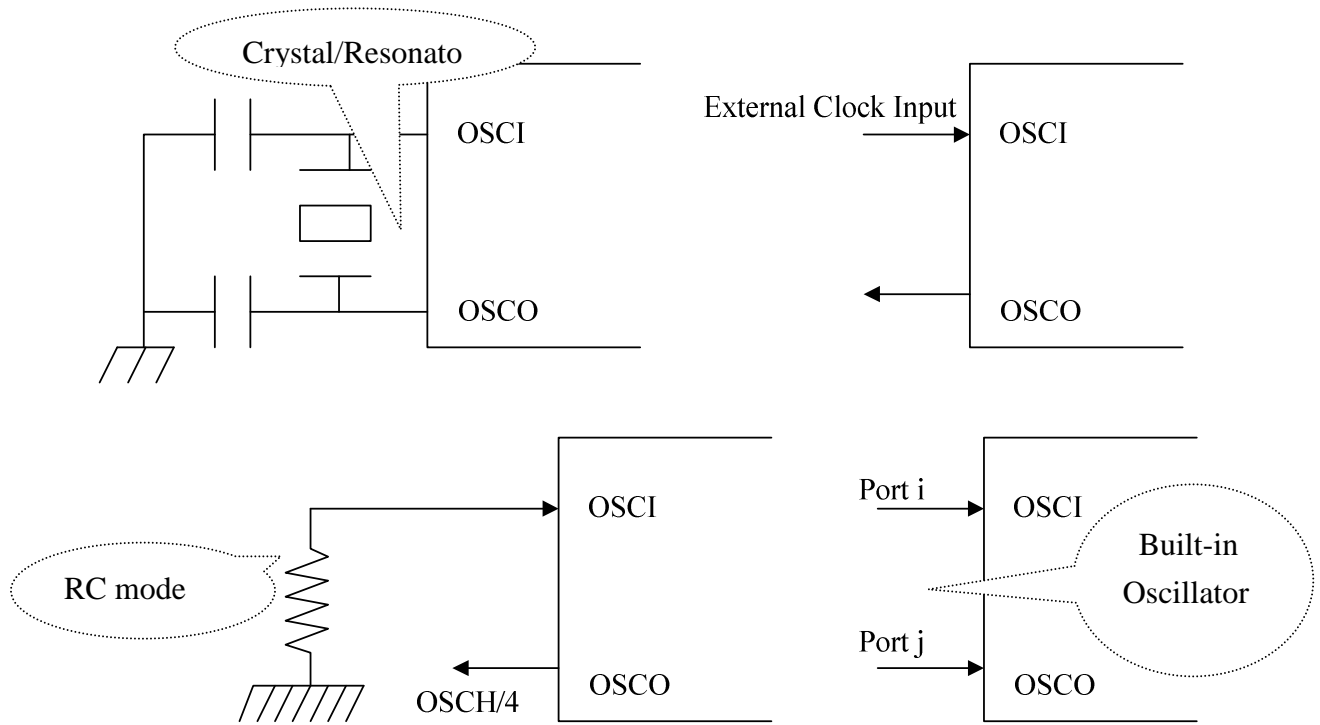 Crystal/Resonato
OSCI
OSCO
External Clock Input
OSCI
OSCO
RC mode
OSCI
OSCO
OSCH/4
Port i
OSCI
Built-in
Oscillator
Port j
OSCO